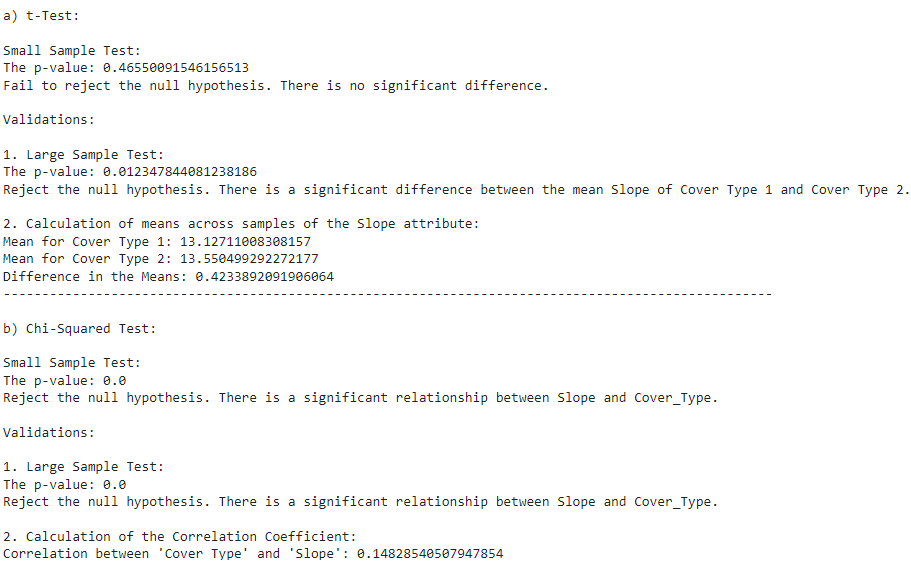 a) t-Test:
Small Sample Test:
The p-value: 0.46550091546156513
Fail to reject the null hypothesis. There is no significant difference.
Validations:
1. Large Sample Test:
The p-value: 0.012347844081238186
Reject the null hypothesis. There is a significant difference between the mean Slope of Cover Type 1 and Cover Type 2.
2. Calculation of means across samples of the Slope attribute:
Mean for Cover Type 1: 13.12711008308157
Mean for Cover Type 2: 13.550499292272177
Difference in the Means: 0.4233892091906064
----------------------------------------------------------------------------------------------------
b) Chi-Squared Test:
Small Sample Test:
The p-value: 0.0
Reject the null hypothesis. There is a significant relationship between Slope and Cover_Type.
Validations:
1. Large Sample Test:
The p-value: 0.0
Reject the null hypothesis. There is a significant relationship between Slope and Cover_Type.
2. Calculation of the Correlation Coefficient:
Correlation between 'Cover Type' and 'Slope': 0.14828540507947854